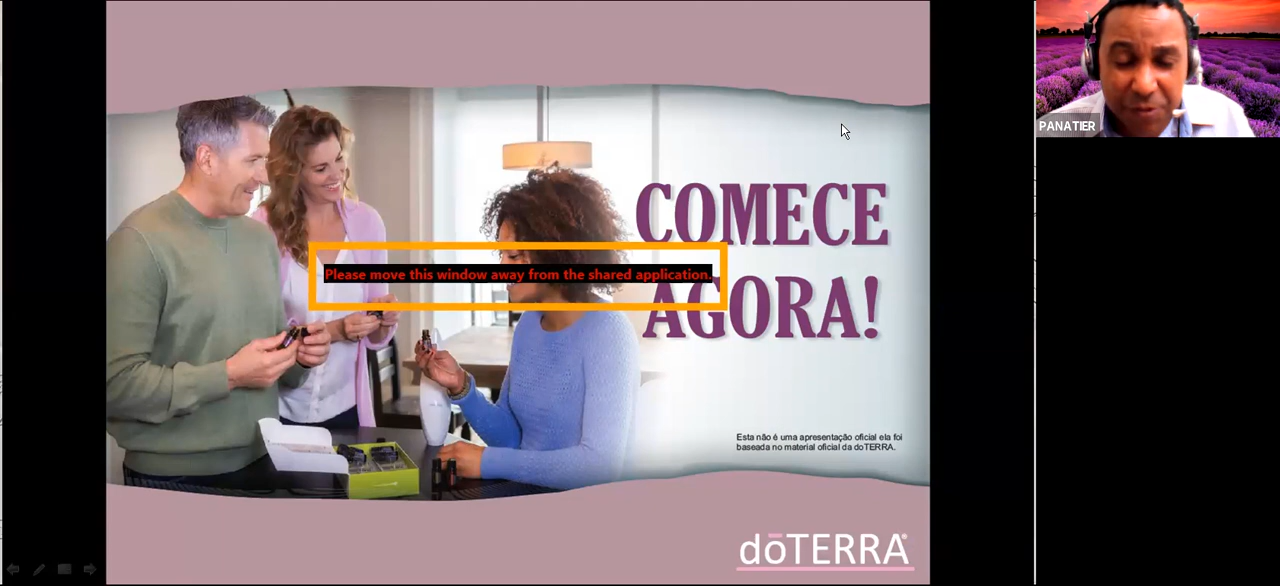 COMECE
AGORA!
Please move this window away from the shared application.
Esta não é uma apresentação oficial ela foi
baseada no material oficial da doTERRA.
dōTERRA®
PANATIER